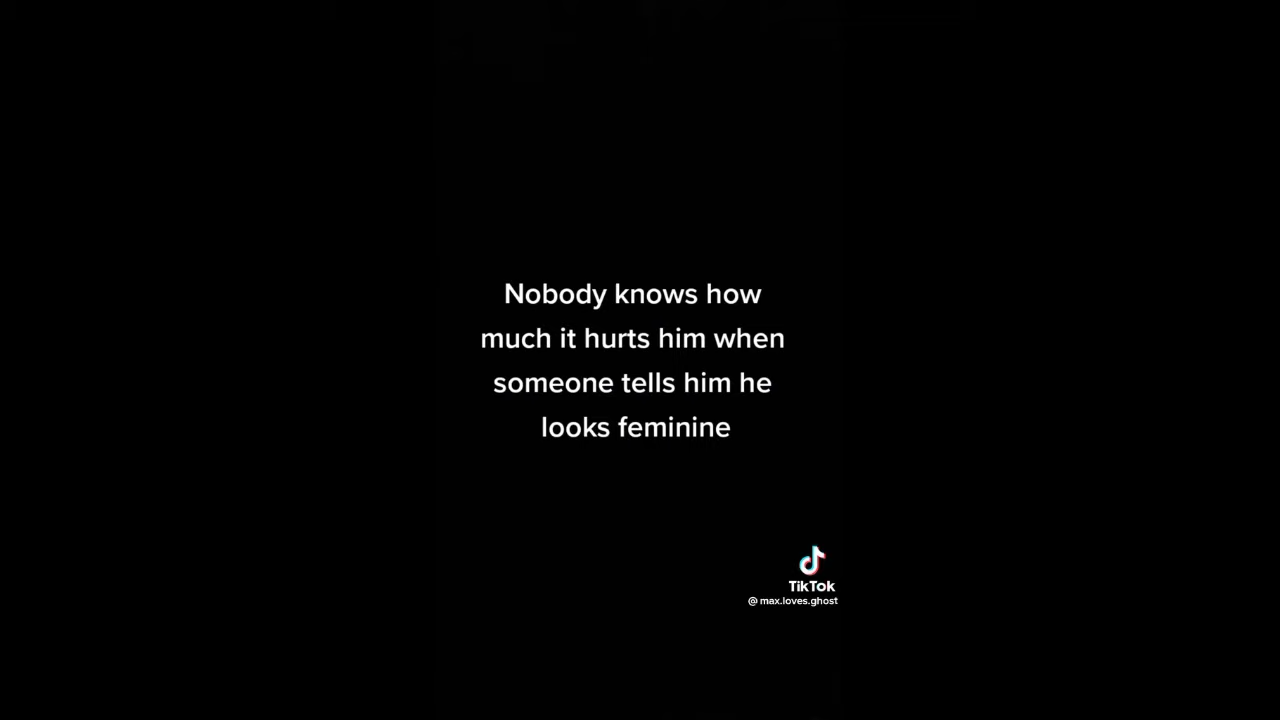 Nobody knows how
much it hurts him when
someone tells him he
looks feminine
TikTok
@ max.loves.ghost